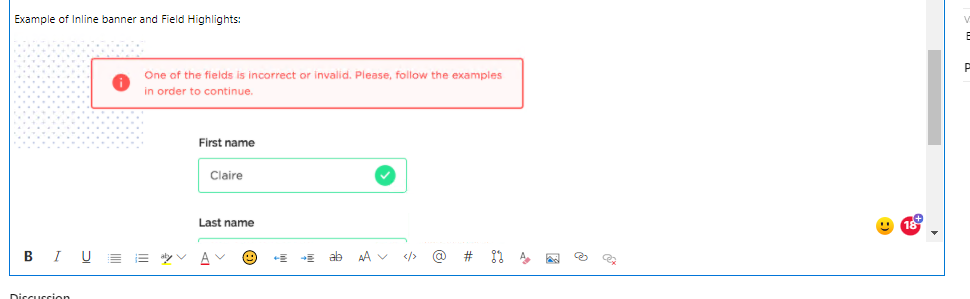 Example of Inline banner and Field Highlights:
One of the fields is incorrect or invalid. Please, follow the examples
in order to continue.
First name
Claire
Last name
18
B I U ab A ab AA </> @ # A
Discussion